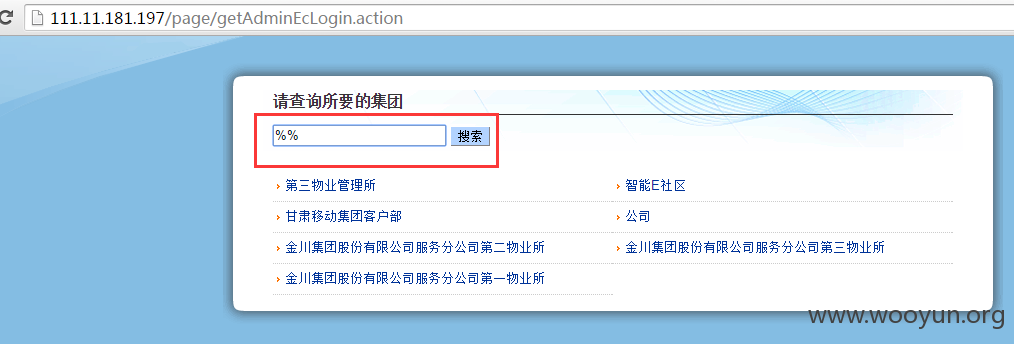 111.11.181.197/page/getAdminEcLogin.action
请查询所要的集团
%% 搜索
第三物业管理所 智能E社区
甘肃移动集团客户部 公司
金川集团股份有限公司服务分公司第二物业所 金川集团股份有限公司服务分公司第三物业所
金川集团股份有限公司服务分公司第一物业所
www.wooyun.org